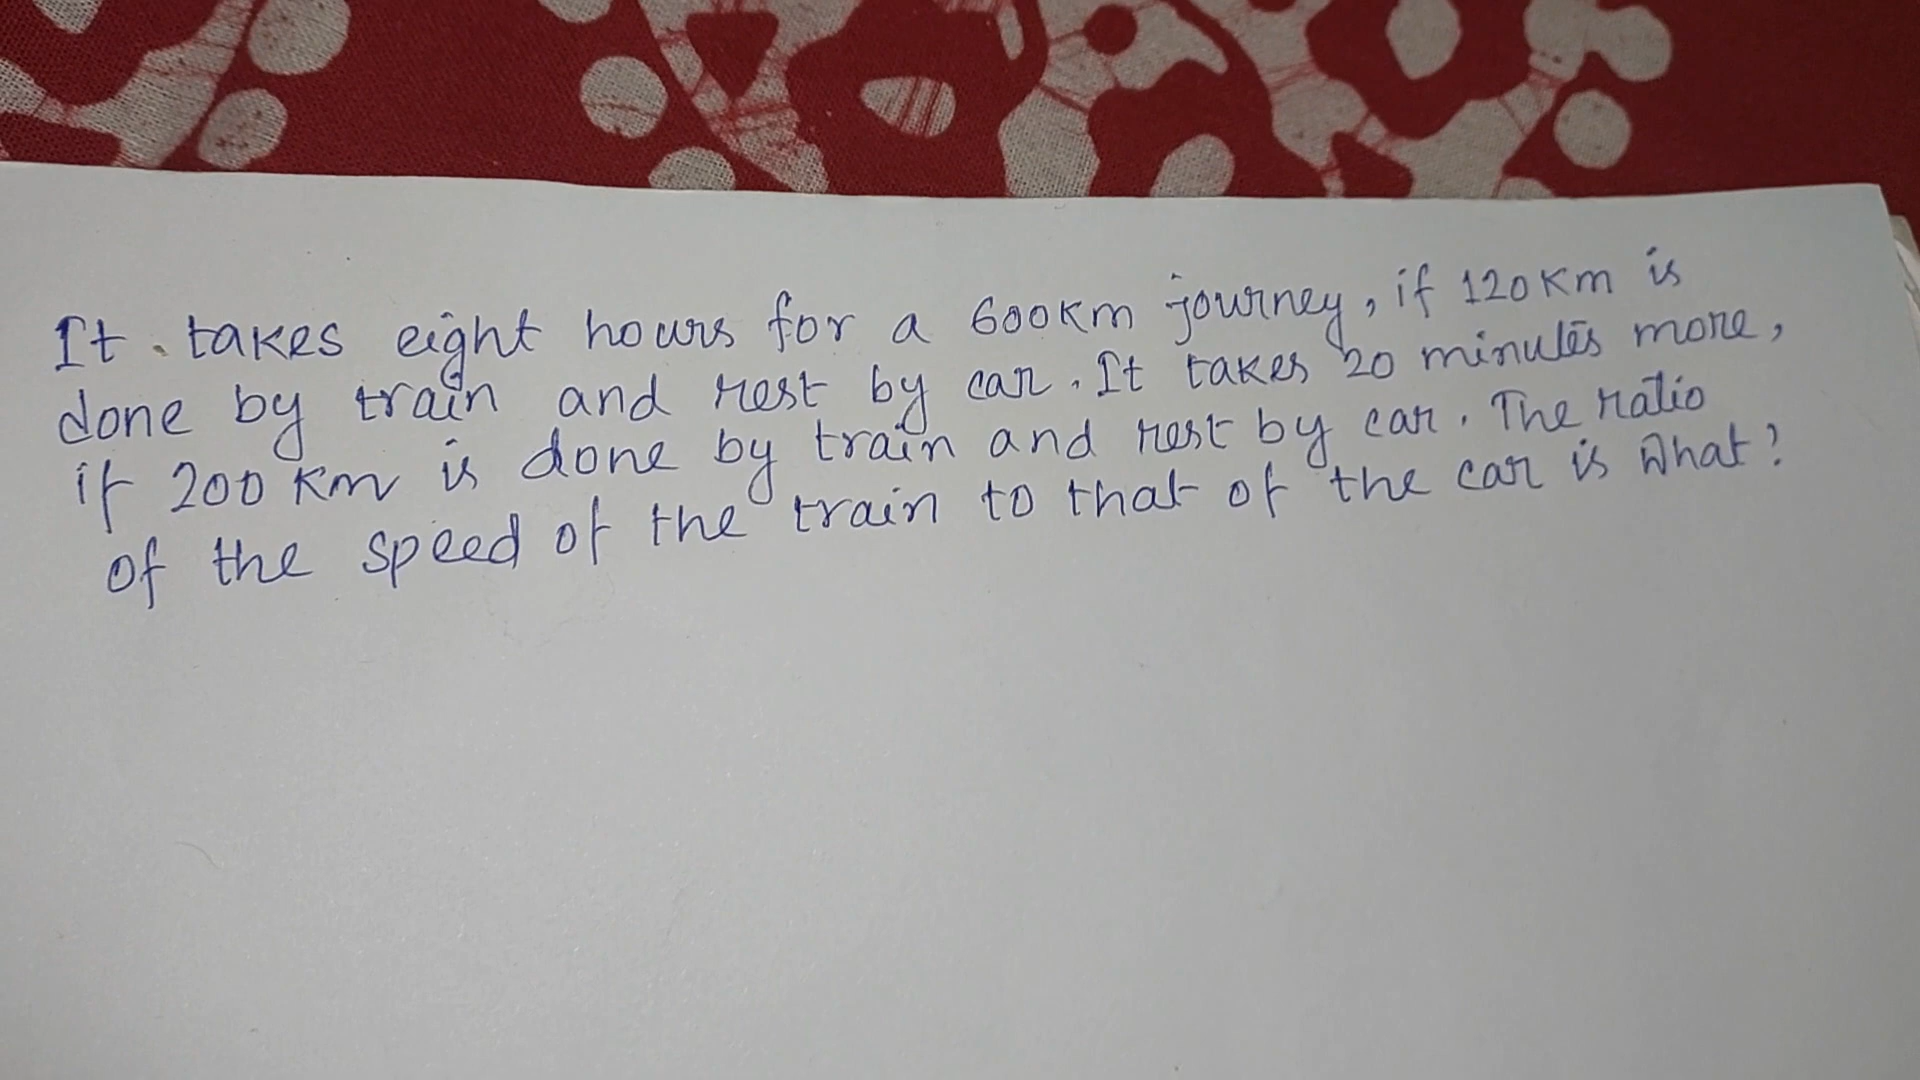 It takes eight hours for a 600km journey, if 120km is
done by train and rest by car. It takes 20 minutes more,
if 200 km is done by train and rest by car. The ratio
of the speed of the train to that of the car is what?